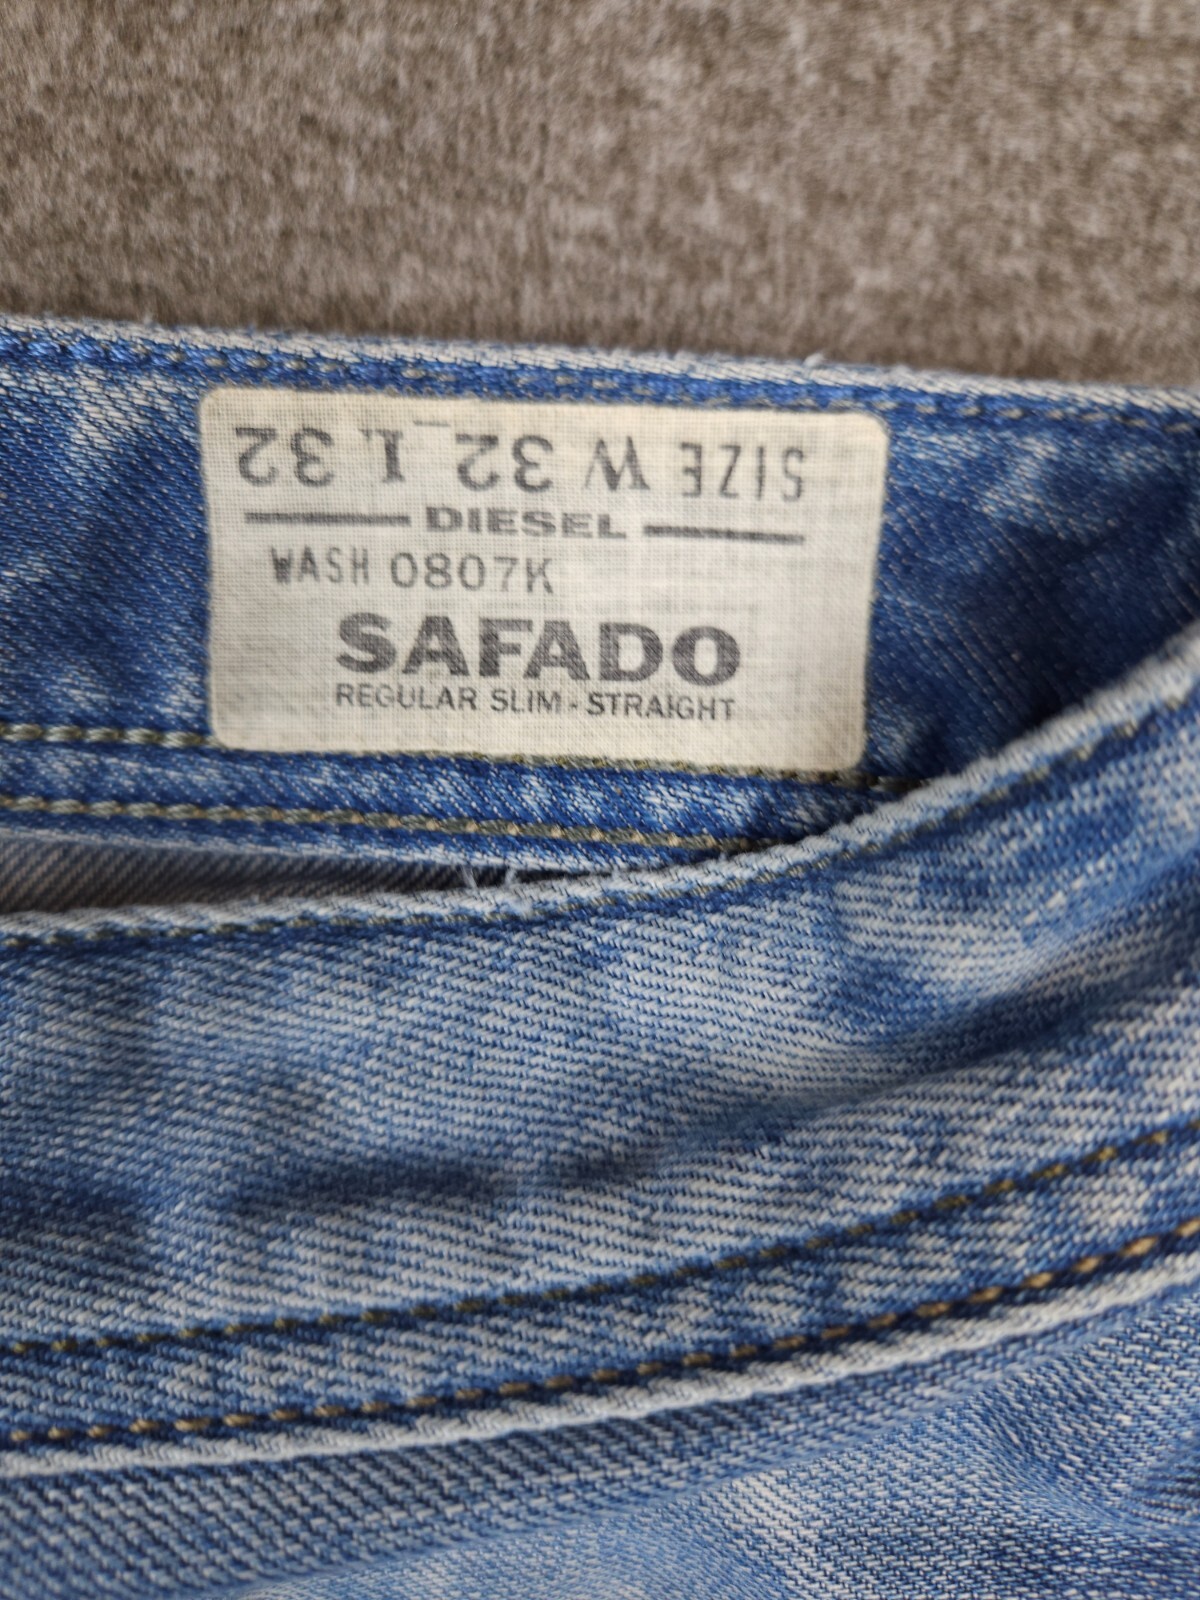 SIZE W 32 L 32
DIESEL
WASH 0807K
SAFADO
REGULAR SLIM - STRAIGHT